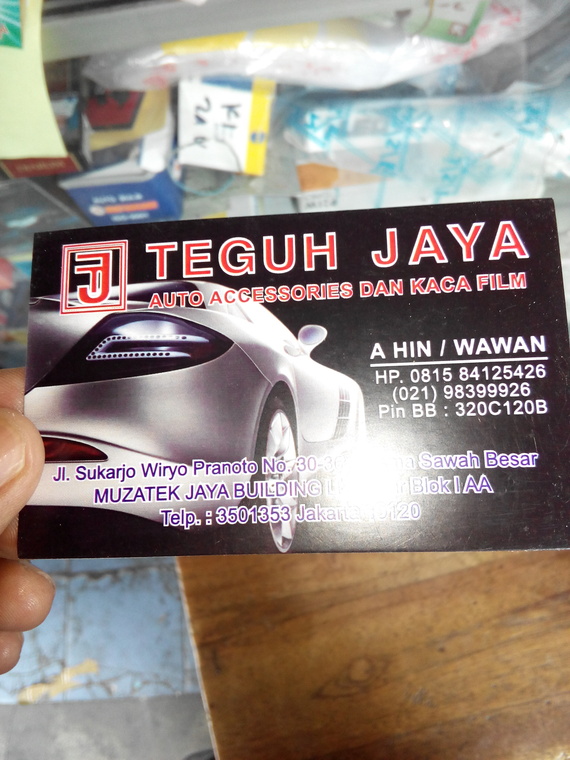 TJ
TEGUH JAYA
AUTO ACCESSORIES DAN KACA FILM
A HIN / WAWAN
HP. 0815 84125426
(021) 98399926
Pin BB : 320C120B
Jl. Sukarjo Wiryo Pranoto No. 30-3 Sawah Besar
MUZATEK JAYA BUILDING Blok I AA
Telp. : 3501353 Jakarta 120